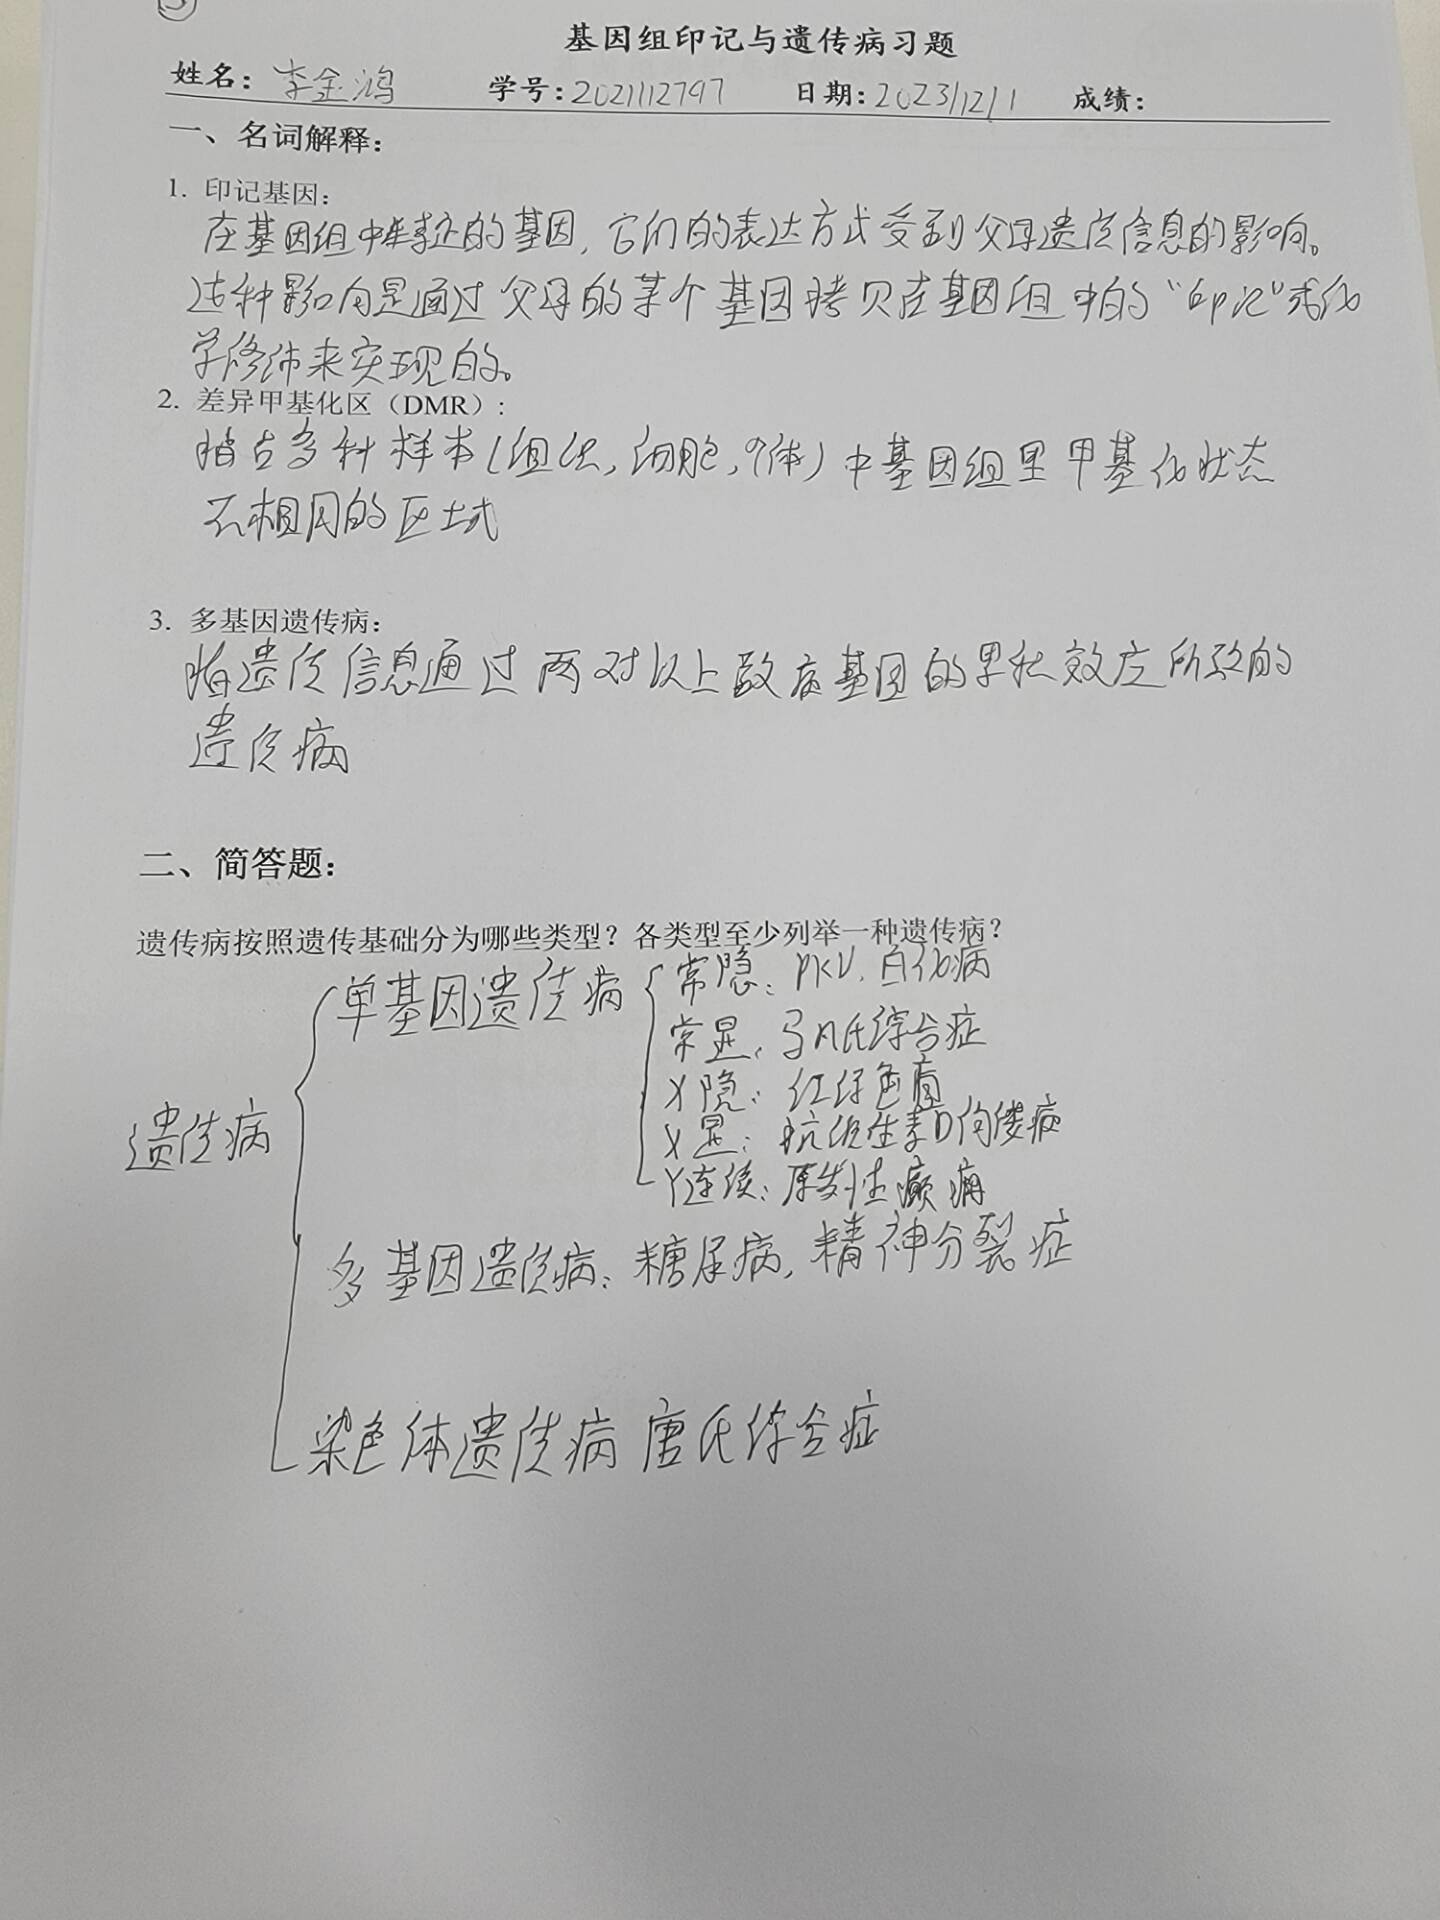 3
基因组印记与遗传病习题
姓名：李金鸿 学号：2021112797 日期：2023/12/1 成绩：
一、名词解释：
1. 印记基因：
在基因组中特定的基因，它们的表达方式受到父母遗传信息的影响。
这种影响是通过父母的某个基因拷贝在基因组中的“印记”或化
学修饰来实现的。
2. 差异甲基化区（DMR）：
指占多种样本（组织，细胞，个体）中基因组里甲基化状态
不相同的区域
3. 多基因遗传病：
指遗传信息通过两对以上致病基因的累积效应所致的
遗传病
二、简答题：
遗传病按照遗传基础分为哪些类型？各类型至少列举一种遗传病？
单基因遗传病
常隐：PKU，白化病
常显：马凡氏综合症
X隐：红绿色盲
X显：抗维生素D佝偻病
Y连续：原发性癫痫
遗传病
多基因遗传病：糖尿病，精神分裂症
染色体遗传病 唐氏综合症